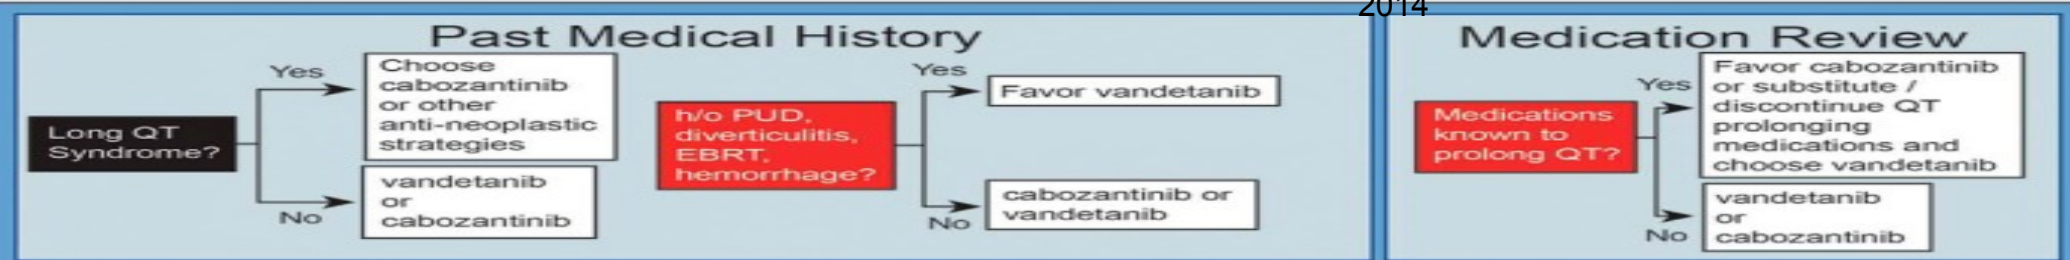 2014
Past Medical History
Long QT
Syndrome?
Yes
Choose
cabozantinib
or other
anti-neoplastic
strategies
No
vandetanib
or
cabozantinib
h/o PUD,
diverticulitis,
EBRT,
hemorrhage?
Yes
Favor vandetanib
No
cabozantinib or
vandetanib
Medication Review
Medications
known to
prolong QT?
Yes
Favor cabozantinib
or substitute /
discontinue QT
prolonging
medications and
choose vandetanib
No
vandetanib
or
cabozantinib